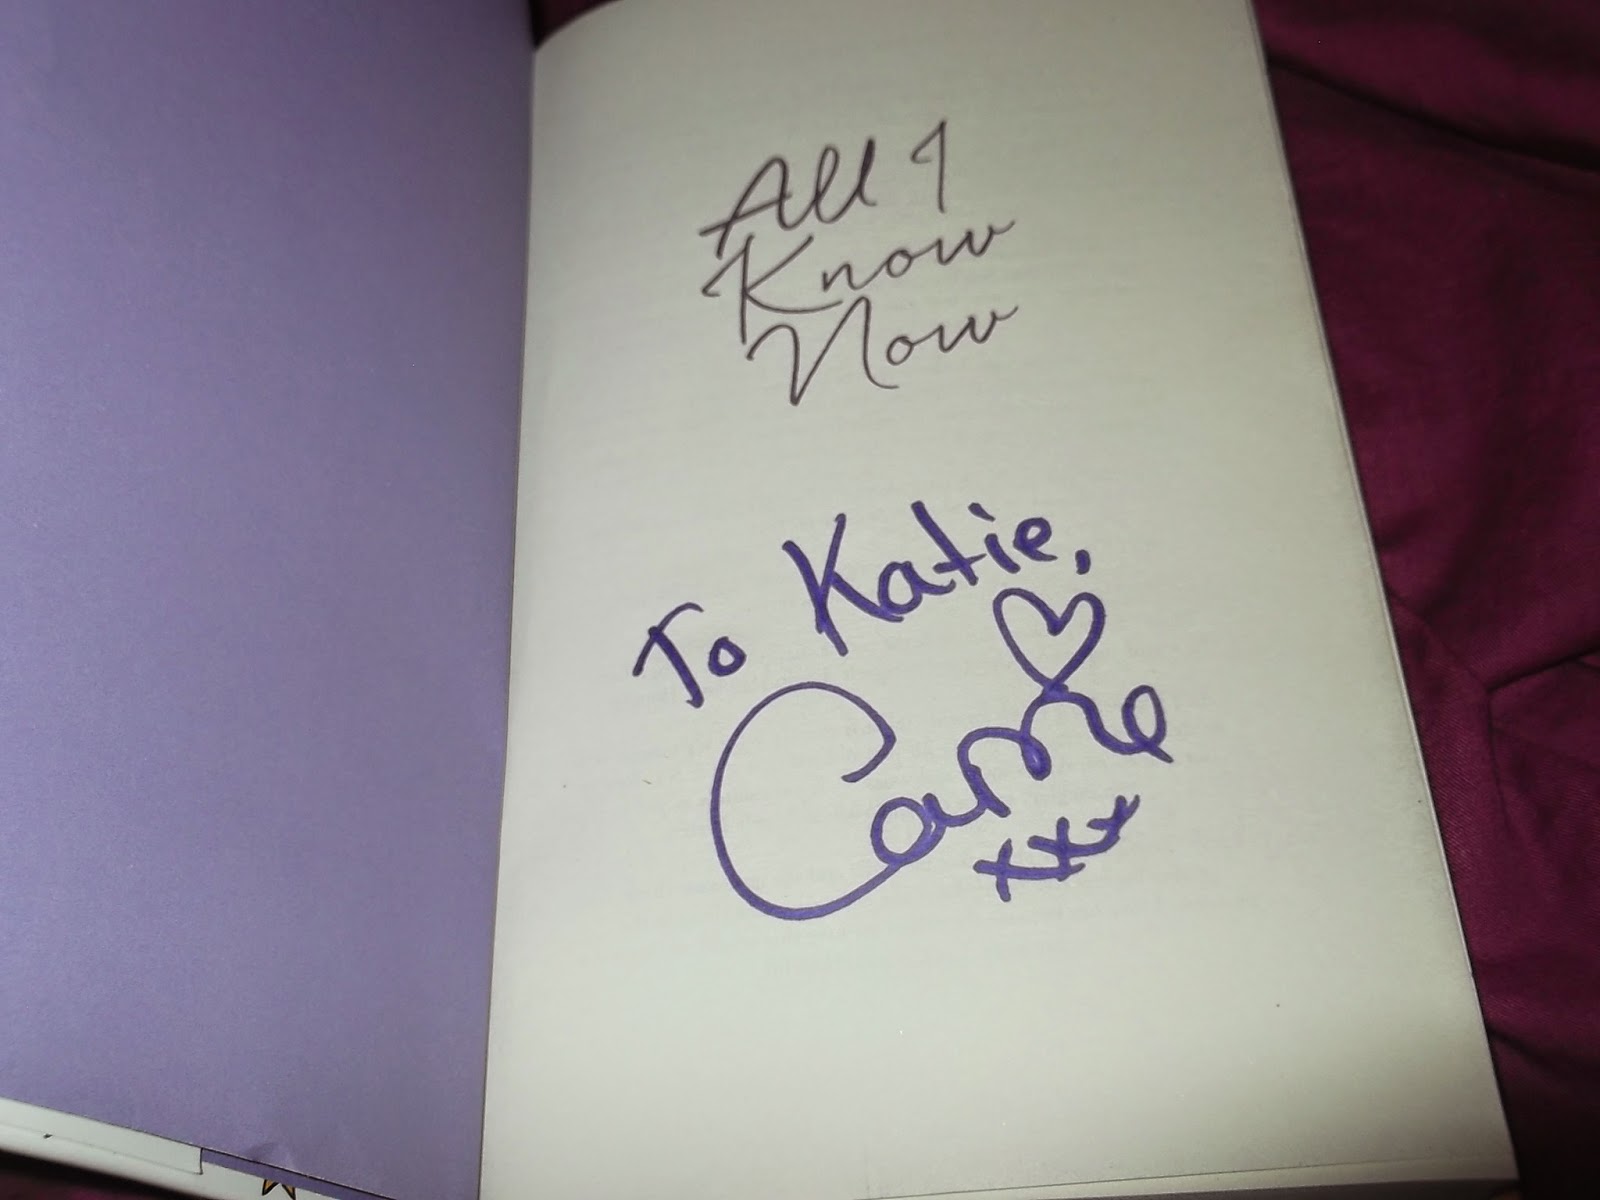 All I
Know
Now
To Katie,
Carrie
xxx